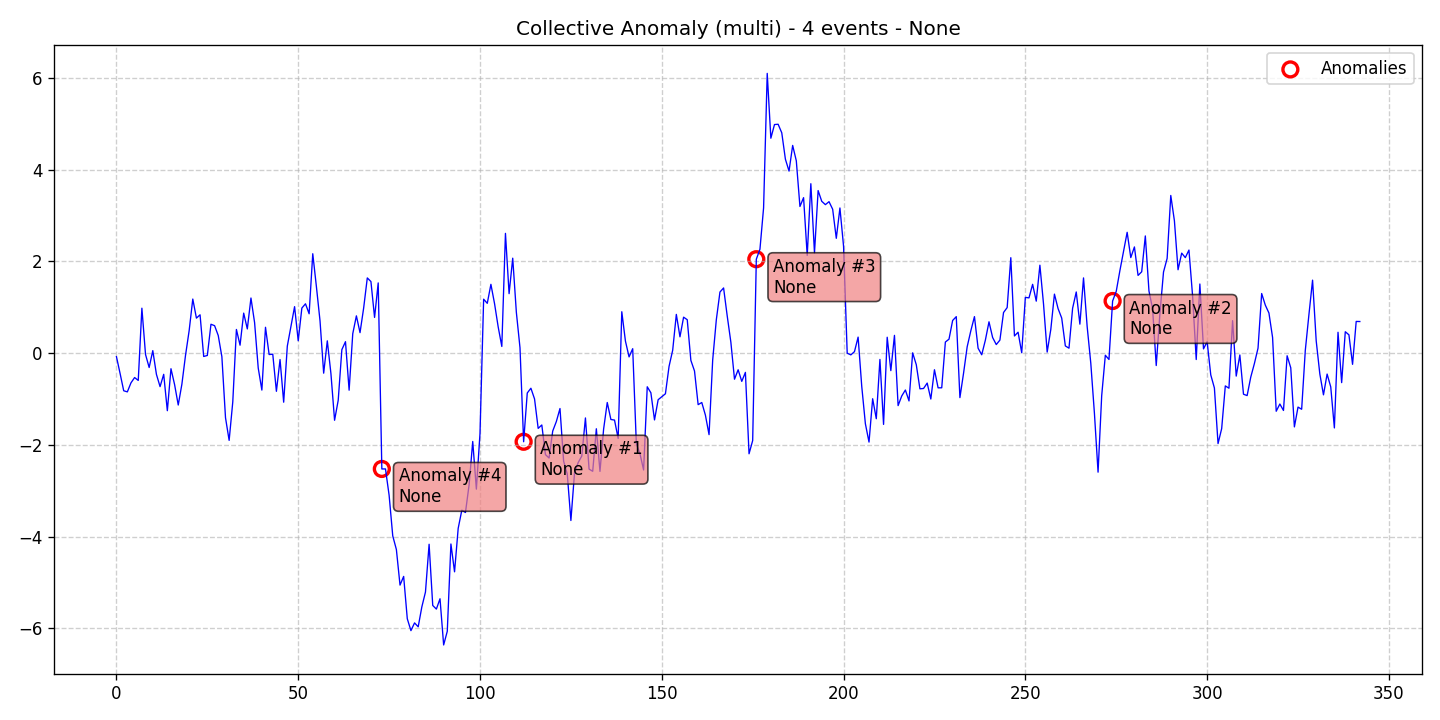 Collective Anomaly (multi) - 4 events - None
Anomalies
6
4
2
0
−2
−4
−6
Anomaly #3
None
Anomaly #2
None
Anomaly #1
None
Anomaly #4
None
0
50
100
150
200
250
300
350